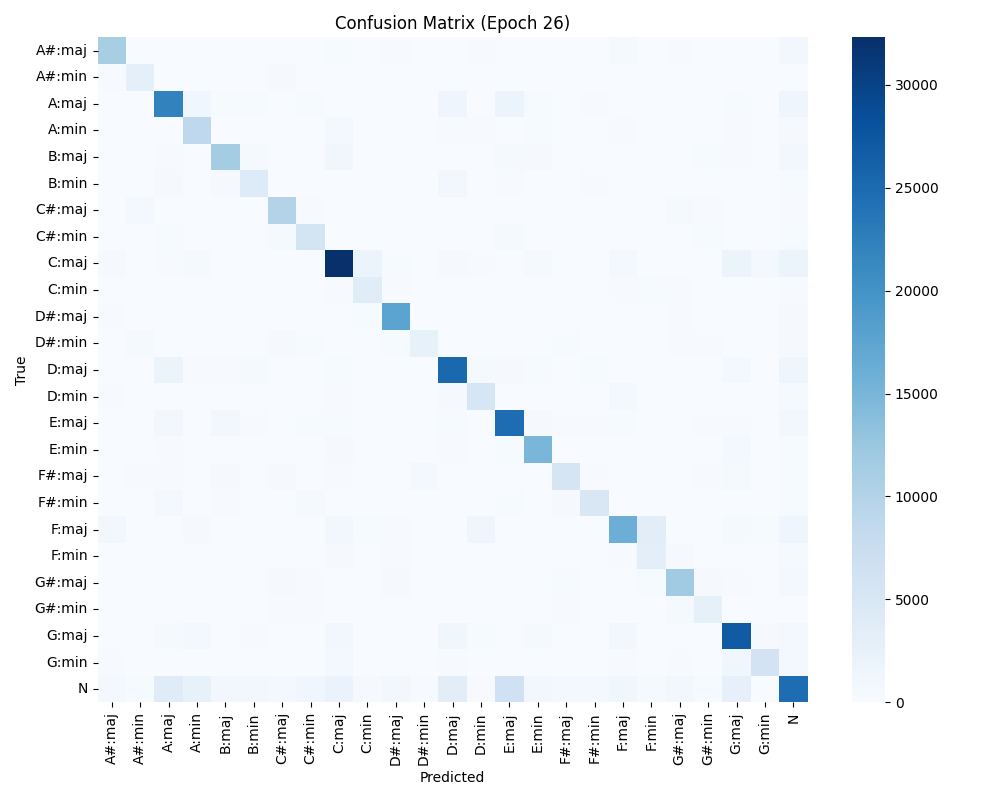 Confusion Matrix (Epoch 26)
True
A#:maj
A#:min
A:maj
A:min
B:maj
B:min
C#:maj
C#:min
C:maj
C:min
D#:maj
D#:min
D:maj
D:min
E:maj
E:min
F#:maj
F#:min
F:maj
F:min
G#:maj
G#:min
G:maj
G:min
N
A#:maj
A#:min
A:maj
A:min
B:maj
B:min
C#:maj
C#:min
C:maj
C:min
D#:maj
D#:min
D:maj
D:min
E:maj
E:min
F#:maj
F#:min
F:maj
F:min
G#:maj
G#:min
G:maj
G:min
N
Predicted
30000
25000
20000
15000
10000
5000
0